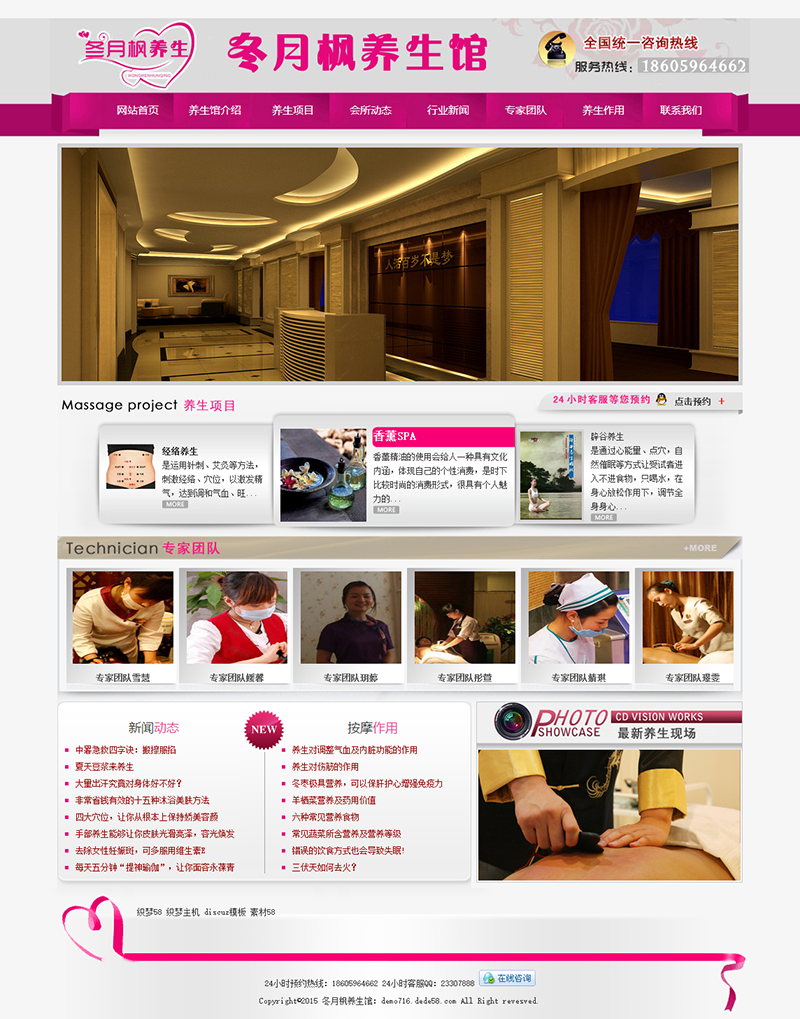 冬月枫养生
DONGYUEFENGYANGSHENG
冬月枫养生馆
全国统一咨询热线
服务热线: 18605964662
网站首页 养生馆介绍 养生项目 会所动态 行业新闻 专家团队 养生作用 联系我们
人活百岁不是梦
Massage project 养生项目
24小时客服等您预约 点击预约 +
经络养生
是运用针刺、艾灸等方法,
刺激经络、穴位,以激发精
气,达到调和气血、旺...
MORE
香薰SPA
香薰精油的使用会给人一种具有文化
内涵,体现自己的个性消费,是时下
比较时尚的消费形式,很具有个人魅
力的...
MORE
辟谷养生
是通过心能量、点穴,自
然催眠等方式让受试者进
入不进食物,只喝水,在
身心放松作用下,调节全
身身心...
MORE
Technician 专家团队
+MORE
专家团队雪慧
专家团队媛馨
专家团队玥婷
专家团队彤萱
专家团队婧琪
专家团队璟雯
新闻动态
NEW
按摩作用
中暑急救四字诀:搬擦服掐
夏天豆浆来养生
大量出汗究竟对身体好不好?
非常省钱有效的十五种沐浴美肤方法
四大穴位,让你从根本上保持娇美容颜
手部养生能够让你皮肤光滑亮泽,容光焕发
去除女性妊娠斑,可多服用维生素E
每天五分钟“提神瑜伽”,让你面容永葆青
养生对调整气血及内脏功能的作用
养生对伤筋的作用
冬枣极具营养,可以保肝护心增强免疫力
羊栖菜营养及药用价值
六种常见营养食物
常见蔬菜所含营养及营养等级
错误的饮食方式也会导致失眠!
三伏天如何去火?
PHOTO SHOWCASE
CD VISION WORKS
最新养生现场
织梦58 织梦主机 discuz模板 素材58
24小时预约热线:18605964662 24小时客服QQ:23307888 在线咨询
Copyright©2015 冬月枫养生馆:demo716.dede58.com All Right revesved.